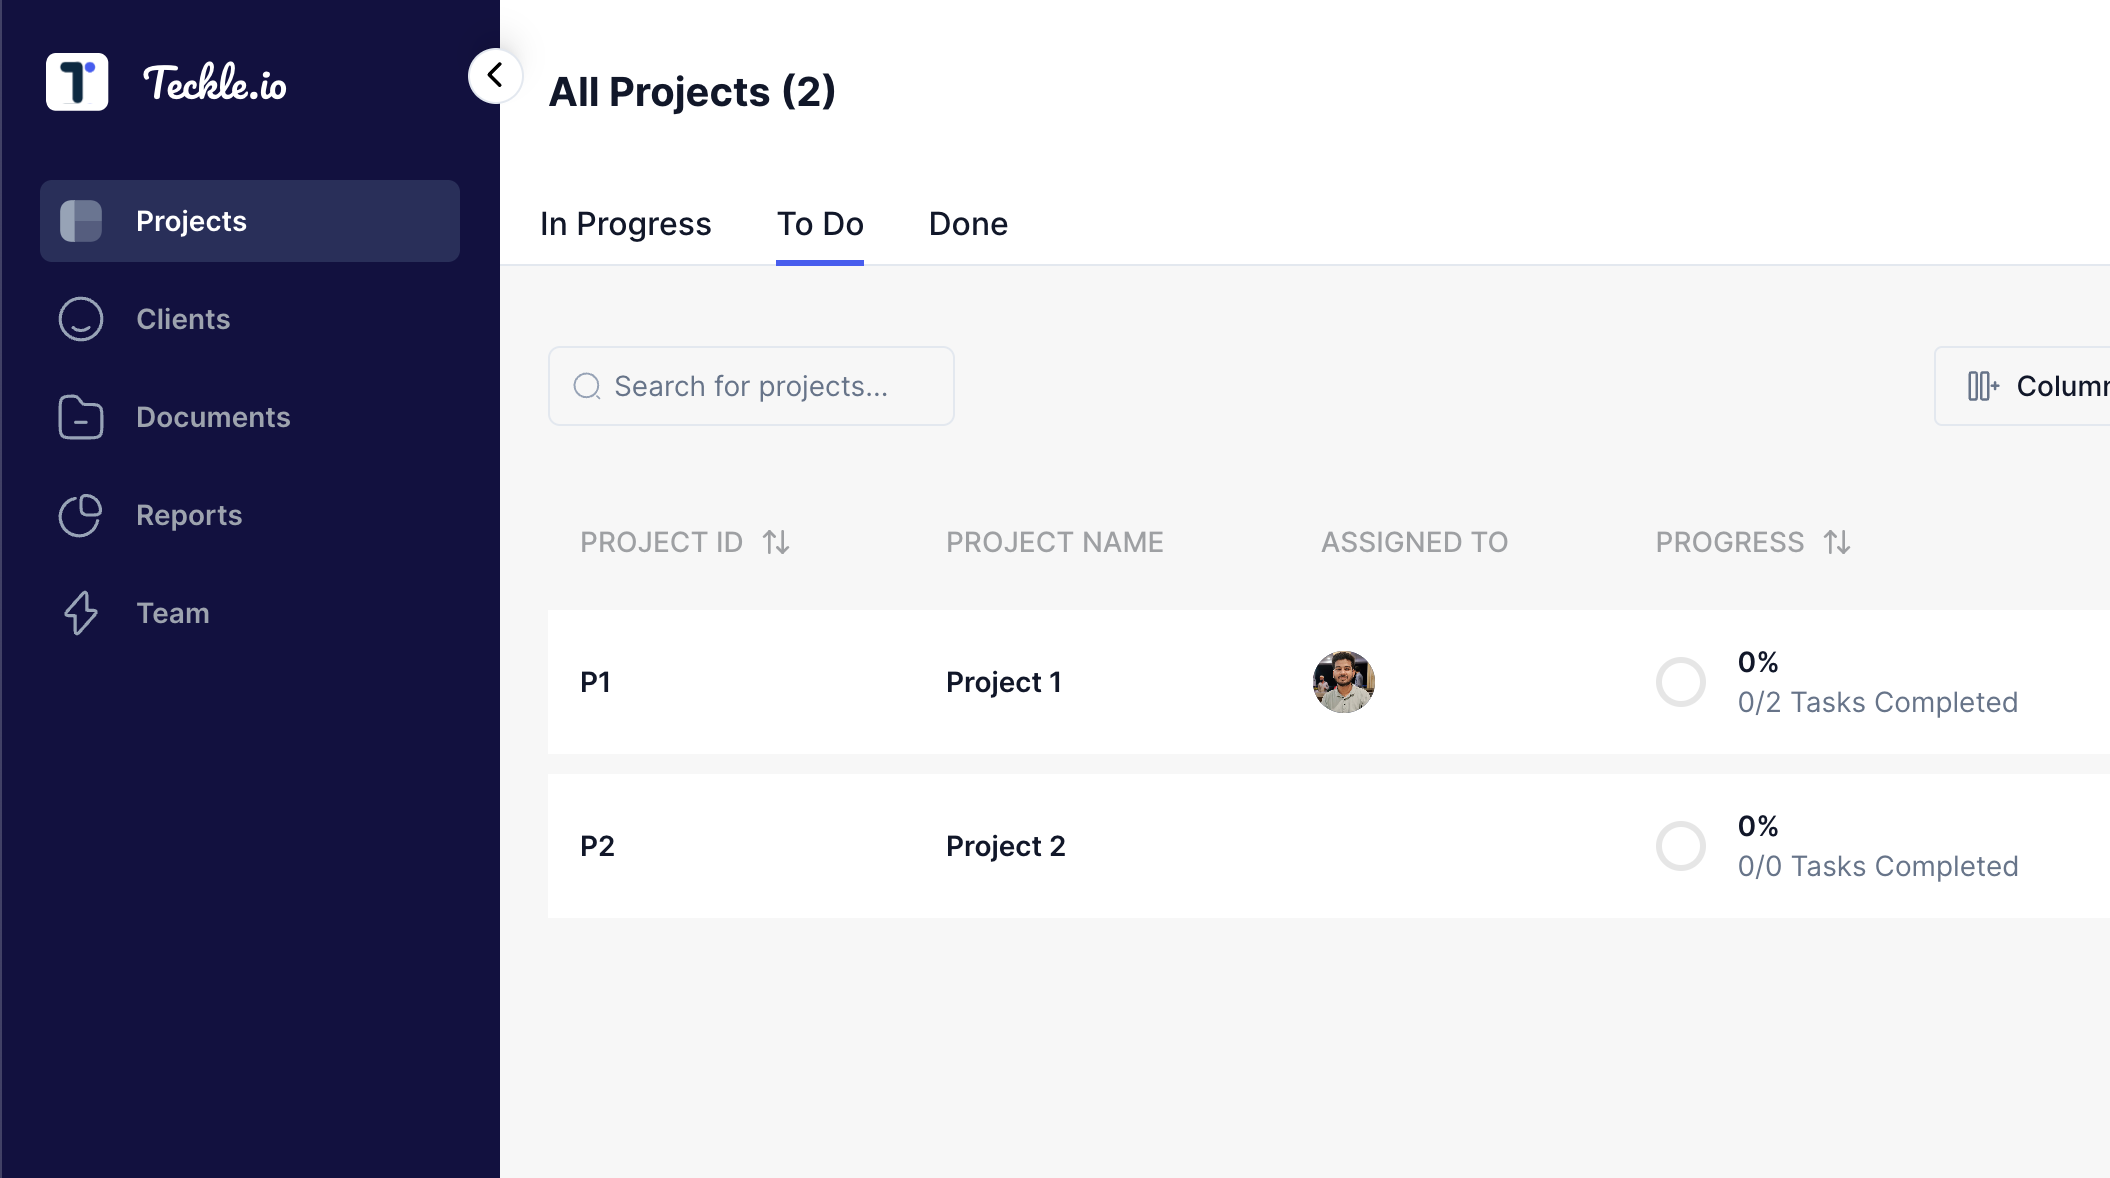 Teckle.io
Projects
Clients
Documents
Reports
Team
All Projects (2)
In Progress To Do Done
Search for projects...
Colum
PROJECT ID PROJECT NAME ASSIGNED TO PROGRESS
P1 Project 1 0%
0/2 Tasks Completed
P2 Project 2 0%
0/0 Tasks Completed